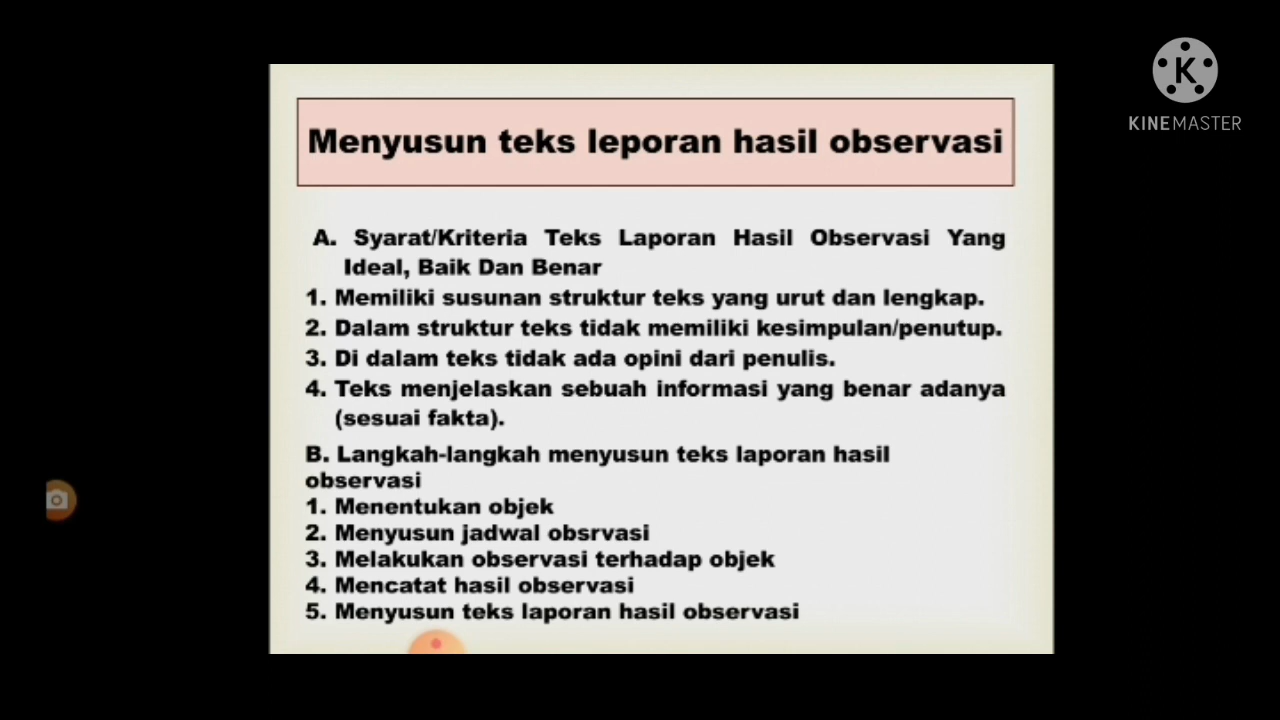 Menyusun teks leporan hasil observasi
A. Syarat/Kriteria Teks Laporan Hasil Observasi Yang
Ideal, Baik Dan Benar
1. Memiliki susunan struktur teks yang urut dan lengkap.
2. Dalam struktur teks tidak memiliki kesimpulan/penutup.
3. Di dalam teks tidak ada opini dari penulis.
4. Teks menjelaskan sebuah informasi yang benar adanya
(sesuai fakta).
B. Langkah-langkah menyusun teks laporan hasil
observasi
1. Menentukan objek
2. Menyusun jadwal obsrvasi
3. Melakukan observasi terhadap objek
4. Mencatat hasil observasi
5. Menyusun teks laporan hasil observasi
K
KINEMASTER